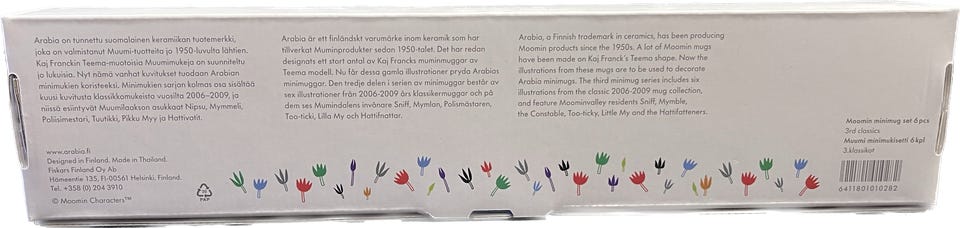 Arabia on tunnettu suomalainen keramiikan tuotemerkki,
joka on valmistanut Muumi-tuotteita jo 1950-luvulta lähtien.
Kaj Franckin Teema-muotoisia Muumimukeja on suunniteltu
jo lukuisia. Nyt nämä vanhat kuvitukset tuodaan Arabian
minimukien koristeeksi. Minimukien sarjan kolmas osa sisältää
kuusi kuvitusta klassikkomukeista vuosilta 2006–2009, ja
niissä esiintyvät Muumilaakson asukkaat Nipsu, Mymmeli,
Poliisimestari, Tuutikki, Pikku Myy ja Hattivatit.
www.arabia.fi
Designed in Finland. Made in Thailand.
Fiskars Finland Oy Ab
Hämeentie 135, FI-00561 Helsinki, Finland.
Tel. +358 (0) 204 3910
© Moomin Characters™
PAP
Arabia är ett finländskt varumärke inom keramik som har
tillverkat Muminprodukter sedan 1950-talet. Det har redan
designats ett stort antal av Kaj Francks muminmuggar av
Teema modell. Nu får dessa gamla illustrationer pryda Arabias
minimuggar. Den tredje delen i serien av minimuggar består av
sex illustrationer från 2006-2009 års klassikermuggar och på
dem ses Mumindalens invånare Sniff, Mymlan, Polismästaren,
Too-ticki, Lilla My och Hattifnattar.
Arabia, a Finnish trademark in ceramics, has been producing
Moomin products since the 1950s. A lot of Moomin mugs
have been made on Kaj Franck's Teema shape. Now the
illustrations from these mugs are to be used to decorate
Arabia minimugs. The third minimug series includes six
illustrations from the classic 2006-2009 mug collection,
and feature Moominvalley residents Sniff, Mymble,
the Constable, Too-ticky, Little My and the Hattifatteners.
Moomin minimug set 6 pcs
3rd classics
Muumi minimukisetti 6 kpl
3.klassikot
6411801010282